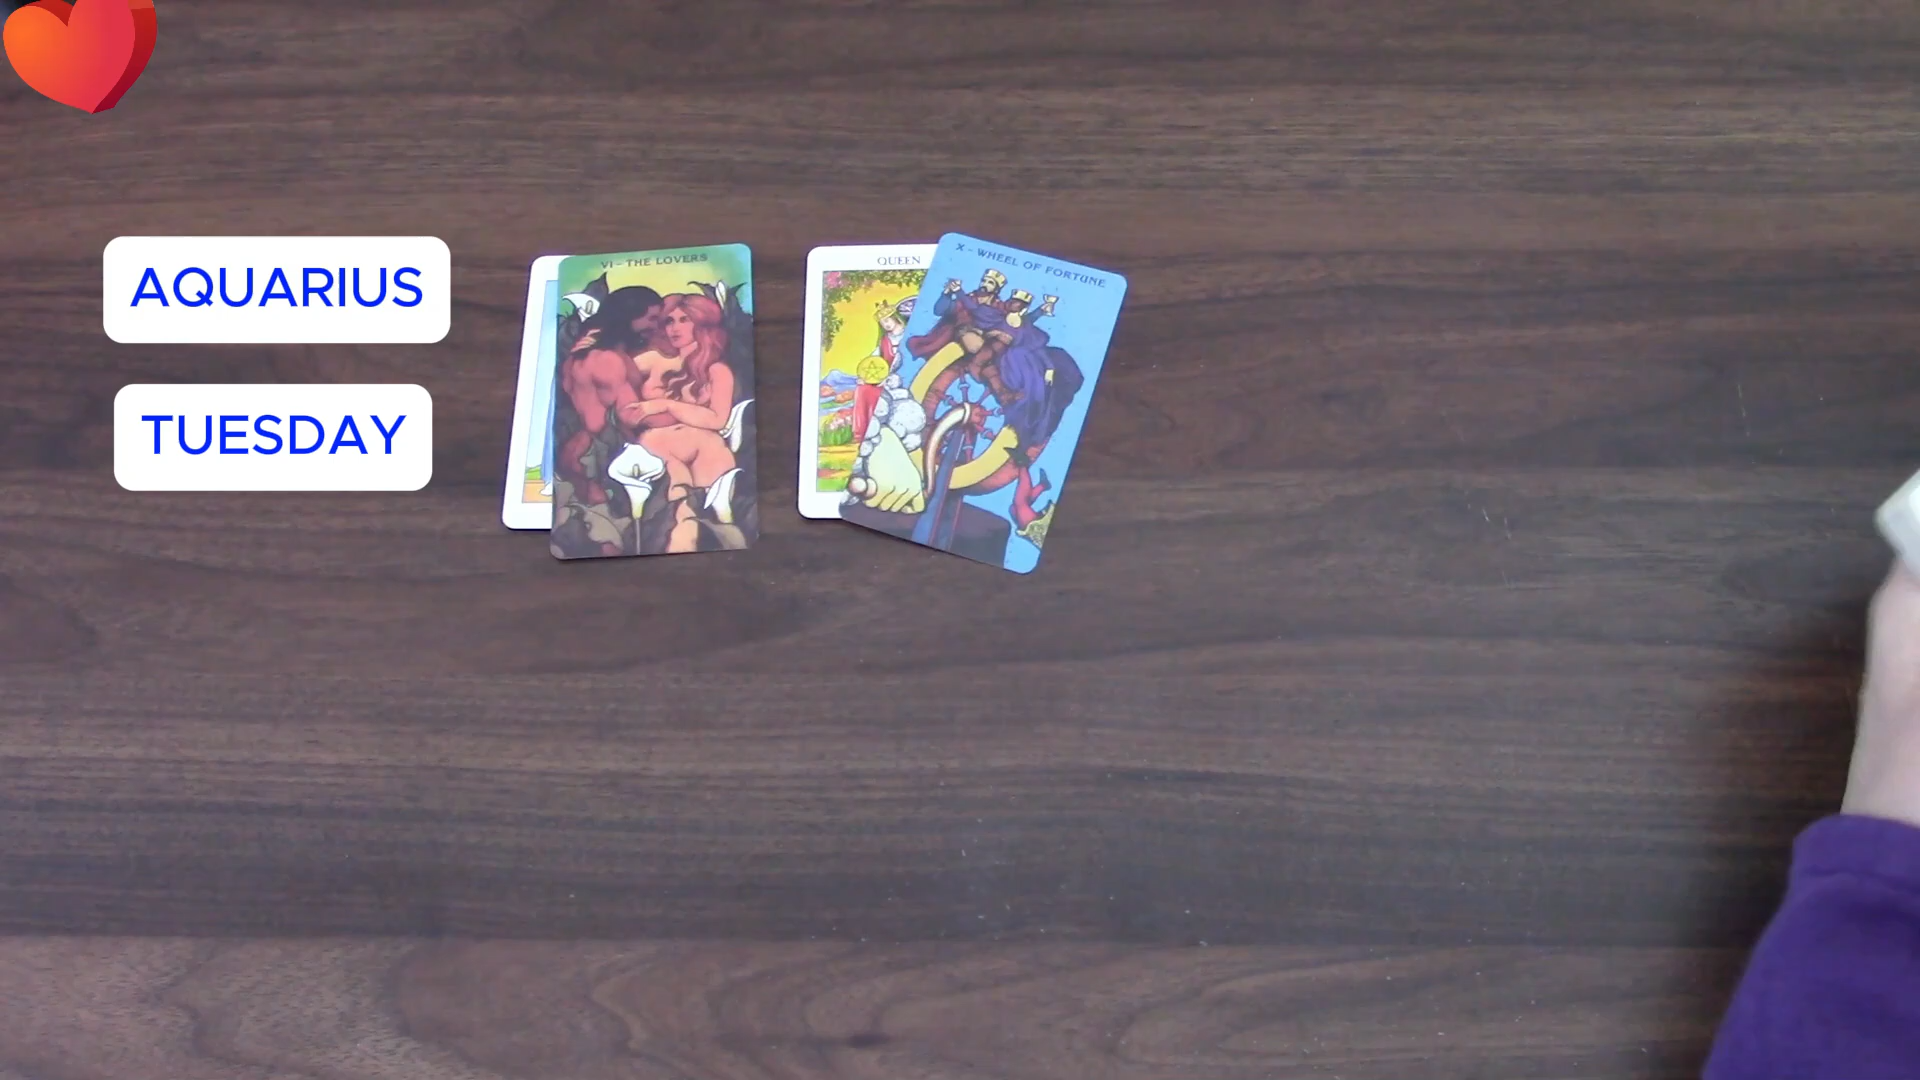 AQUARIUS
TUESDAY
VI - THE LOVERS
QUEEN
X - WHEEL OF FORTUNE